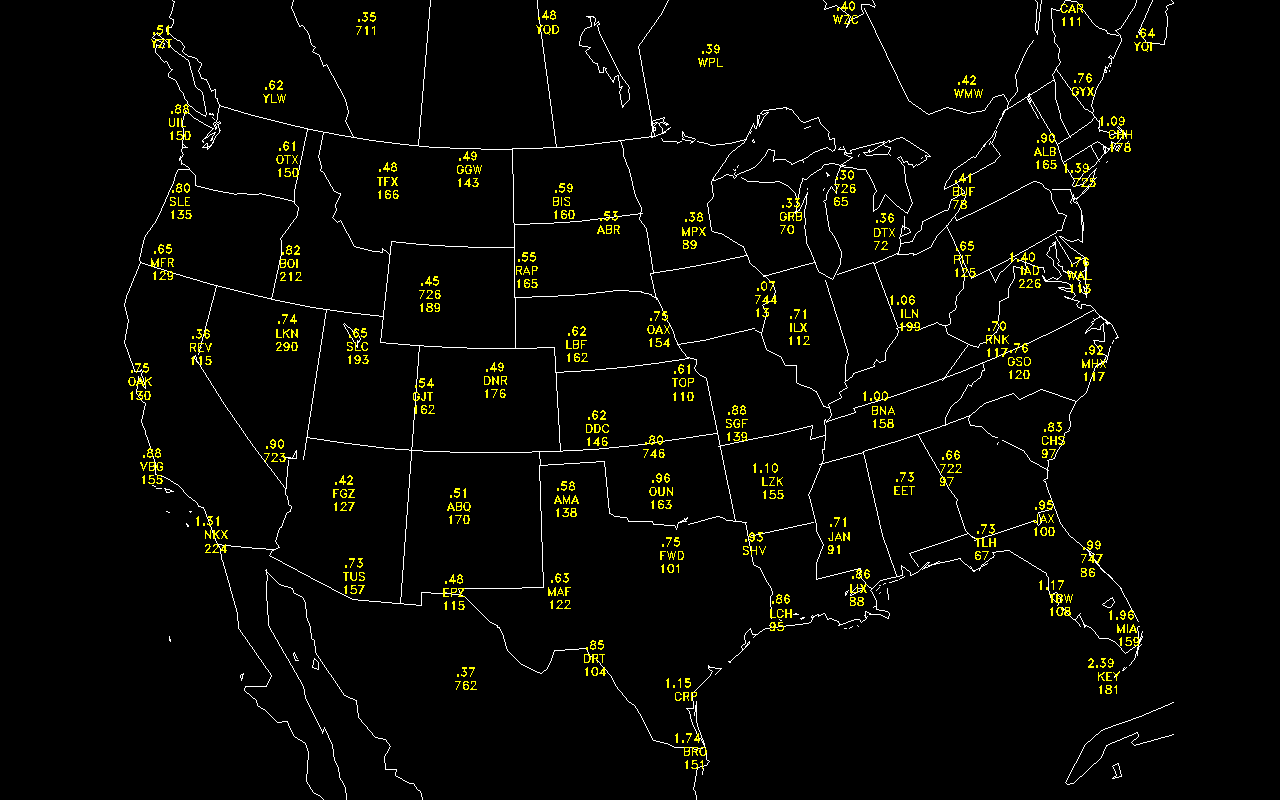 .51
YZT
.35
711
.48
YQD
.40
WZC
CAR
111
.64
YQI
.39
WPL
.62
YLW
.42
WMW
.76
GYX
.88
UIL
150
1.09
CHH
178
.90
ALB
165
.61
OTX
150
.48
TFX
166
.49
GGW
143
1.39
725
.30
726
65
.41
BUF
78
.80
SLE
135
.59
BIS
160
.53
ABR
.38
MPX
89
.33
GRB
70
.36
DTX
72
.65
MFR
129
.82
BOI
212
.55
RAP
165
.65
PIT
125
1.40
IAD
226
.76
WAL
113
.45
726
189
.07
744
13
1.06
ILN
199
.36
REV
115
.74
LKN
290
.65
SLC
193
.62
LBF
162
.75
OAX
154
.71
ILX
112
.70
RNK
117
.76
GSO
120
.92
MHX
117
.75
OAK
130
.54
GJT
162
.49
DNR
176
.61
TOP
110
.62
DDC
146
.80
746
.88
SGF
139
1.00
BNA
158
.83
CHS
97
.88
VBG
155
.90
723
.42
FGZ
127
.51
ABQ
170
.58
AMA
138
.96
OUN
163
1.10
LZK
155
.73
EET
.66
722
97
1.31
NKX
224
.73
TUS
157
.48
EPZ
115
.63
MAF
122
.75
FWD
101
.93
SHV
.71
JAN
91
.73
TLH
67
.95
JAX
100
.99
747
86
.86
LCH
95
.86
LIX
88
1.17
TBW
108
1.96
MIA
159
.37
762
.85
DRT
104
1.15
CRP
2.39
KEY
181
1.74
BRO
151